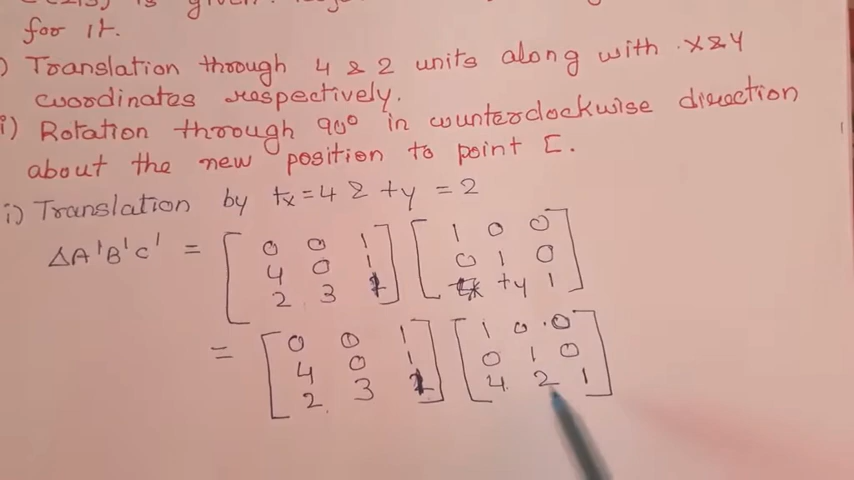 for it.
) Translation through 4 & 2 units along with X & Y
coordinates respectively.
i) Rotation through 90° in counterclockwise direction
about the new position to point C.
i) Translation by tx = 4 & ty = 2
ΔA'B'C' = [ 0 0 1 ] [ 1 0 0 ]
4 0 1 0 1 0
2 3 1 tx ty 1
= [ 0 0 1 ] [ 1 0 0 ]
4 0 1 0 1 0
2 3 1 4 2 1